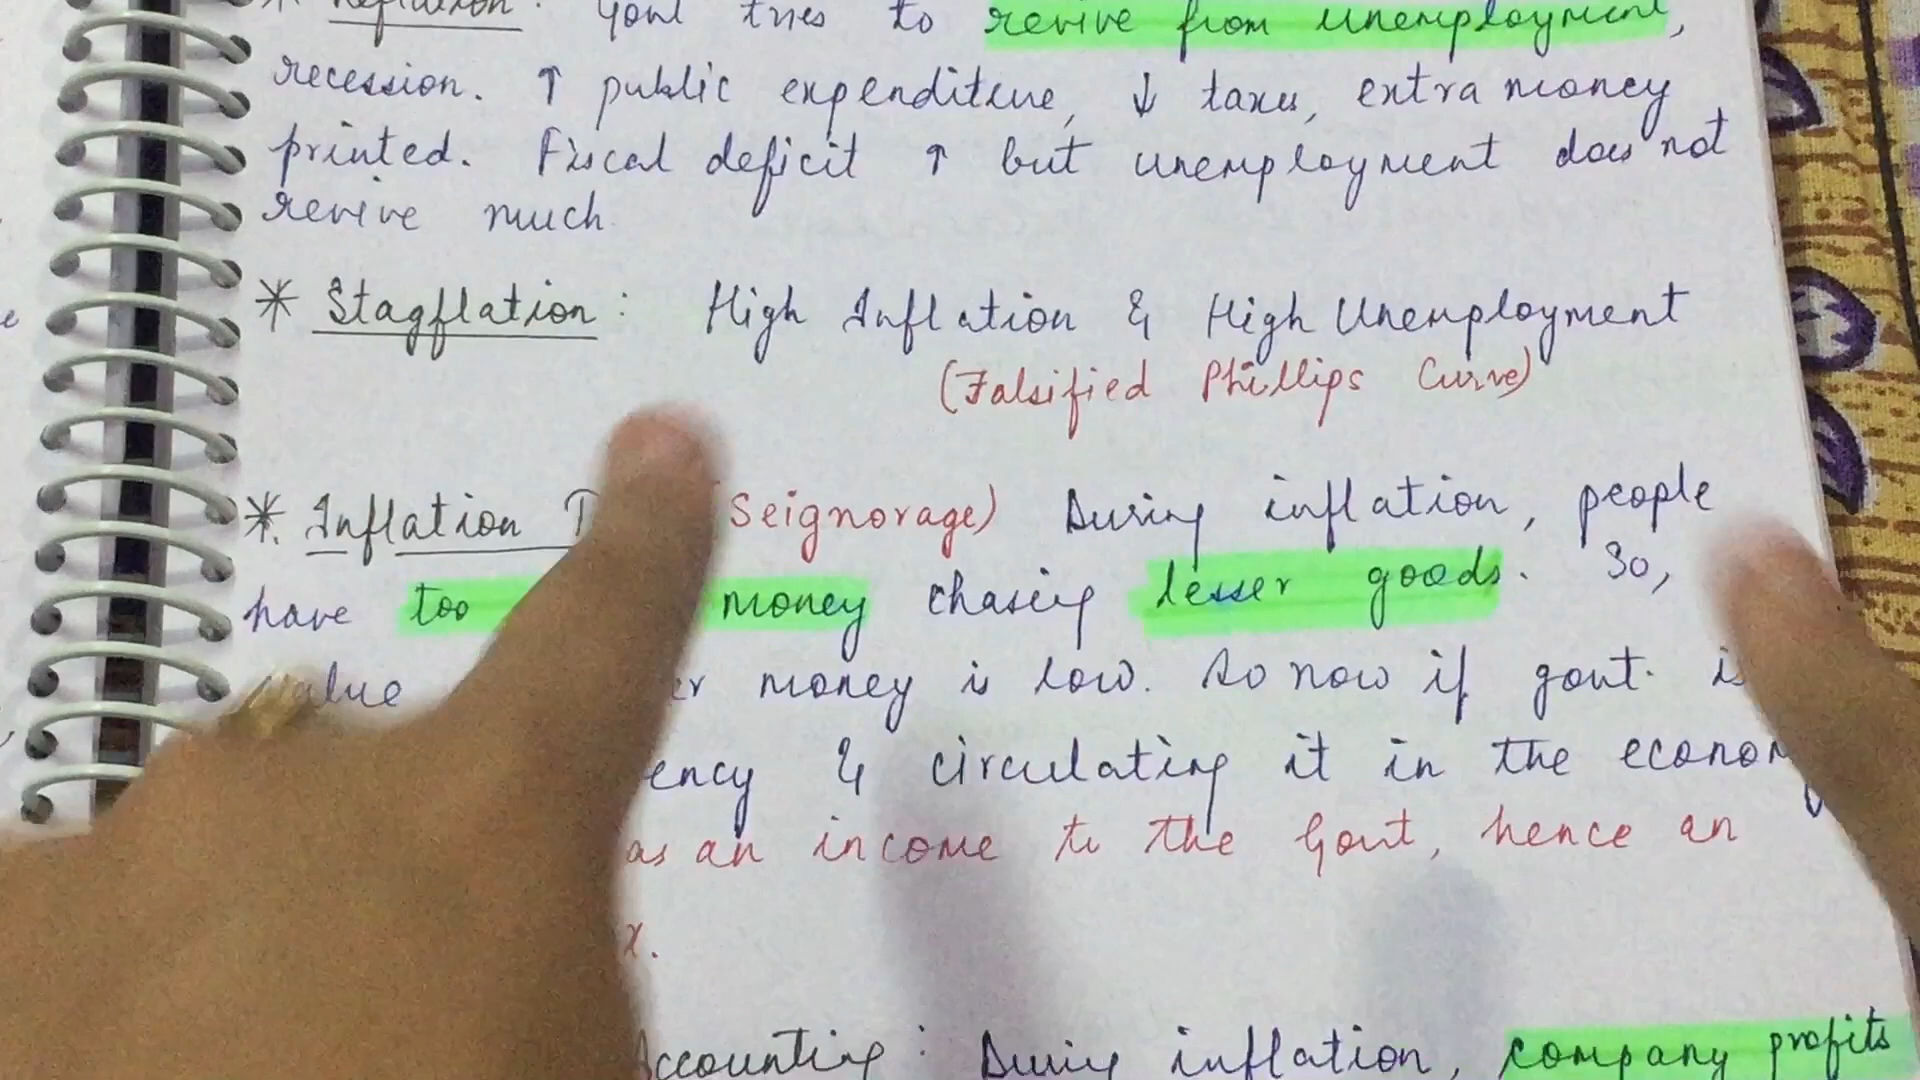 * Reflation: Govt tries to revive from unemployment,
recession. ↑ public expenditure, ↓ taxes, extra money
printed. Fiscal deficit ↑ but unemployment does not
revive much
* Stagflation: High Inflation & High Unemployment
(Falsified Phillips Curve)
* Inflation Seignorage) During inflation, people
have too money chasing lesser goods. So,
value money is low. So now if govt. is
& circulating it in the
as an income to the Govt, hence an
Accounting: During inflation, company profits